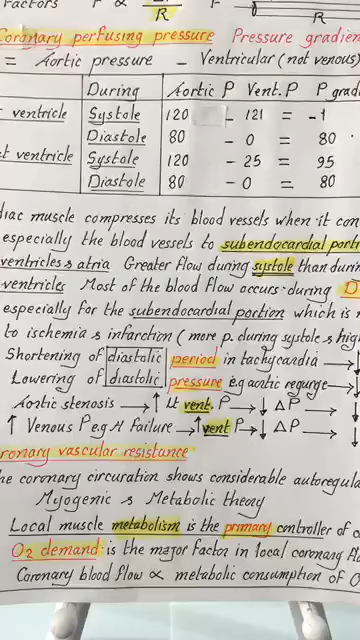 Factors F ∝ R F R
Coronary perfusing pressure Pressure gradien
= Aortic pressure - Ventricular (not venous)
During Aortic P Vent. P P grad
ventricle Systole 120 - 121 = -1
Diastole 80 - 0 = 80
t ventricle Systole 120 - 25 = 95
Diastole 80 - 0 = 80
diac muscle compresses its blood vessels when it con
especially the blood vessels to subendocardial porti
ventricles & atria Greater flow during systole than durin
ventricles Most of the blood flow occurs during D
especially for the subendocardial portion which is
to ischemia & infarction (more p. during systole & hig
Shortening of diastolic period in tachycardia → ↓
Lowering of diastolic pressure e.g aortic regurge → ↓
Aortic stenosis → ↑ Lt vent. P → ↓ ΔP → ↓
↑ Venous P e.g H Failure → ↑ vent P → ↓ ΔP → ↓
oronary vascular resistance
he coronary circuration shows considerable autoregula
Myogenic & Metabolic theory
Local muscle metabolism is the primary controller of c
O2 demand is the major factor in local coronary fl
Coronary blood flow ∝ metabolic consumption of O